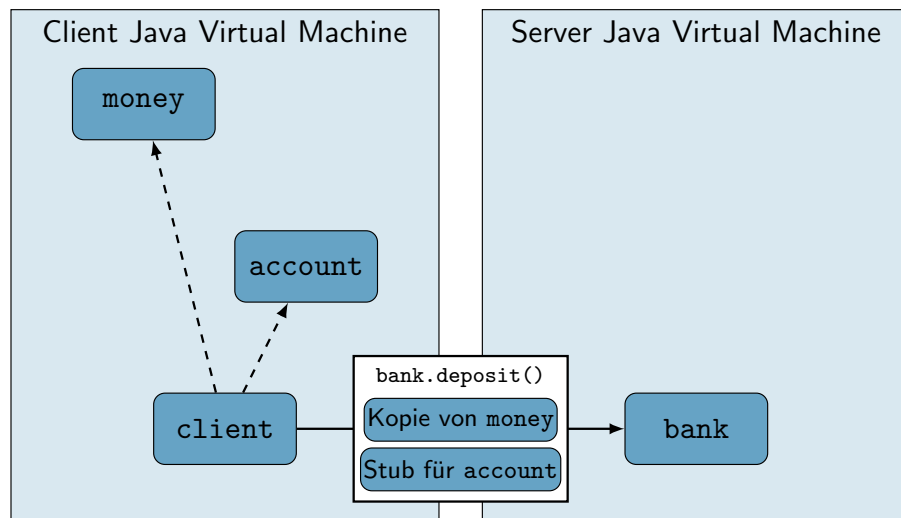 Client Java Virtual Machine
Server Java Virtual Machine
money
account
bank.deposit()
Kopie von money
client
bank
Stub für account